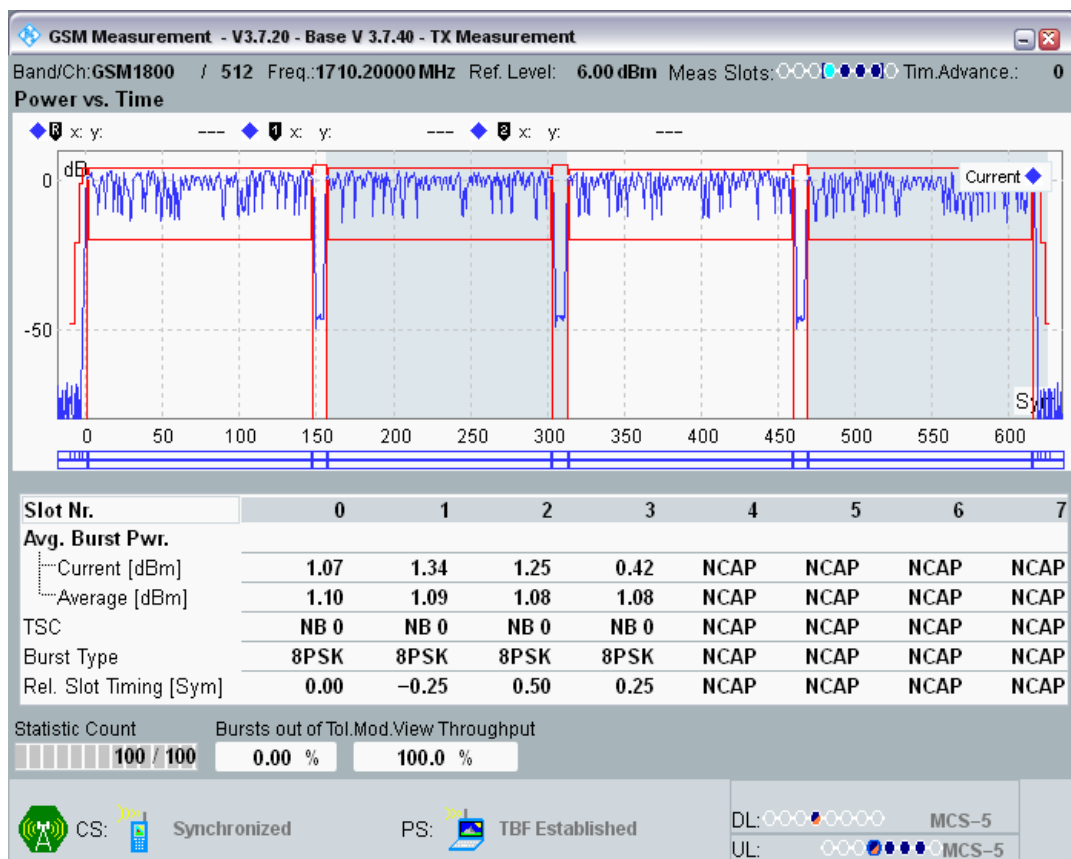 GSM Measurement - V3.7.20 - Base V 3.7.40 - TX Measurement
Band/Ch:GSM1800 / 512 Freq.:1710.20000 MHz Ref. Level: 6.00 dBm Meas Slots: Tim.Advance.: 0
Power vs. Time
R x: y: --- 1 x: y: --- 2 x: y: ---
dB
Current
0
-50
Sym
0 50 100 150 200 250 300 350 400 450 500 550 600
Slot Nr. 0 1 2 3 4 5 6 7
Avg. Burst Pwr.
Current [dBm] 1.07 1.34 1.25 0.42 NCAP NCAP NCAP NCAP
Average [dBm] 1.10 1.09 1.08 1.08 NCAP NCAP NCAP NCAP
TSC NB 0 NB 0 NB 0 NB 0 NCAP NCAP NCAP NCAP
Burst Type 8PSK 8PSK 8PSK 8PSK NCAP NCAP NCAP NCAP
Rel. Slot Timing [Sym] 0.00 −0.25 0.50 0.25 NCAP NCAP NCAP NCAP
Statistic Count Bursts out of Tol. Mod.View Throughput
100 / 100 0.00 % 100.0 %
CS: Synchronized PS: TBF Established
DL: MCS−5
UL: MCS−5